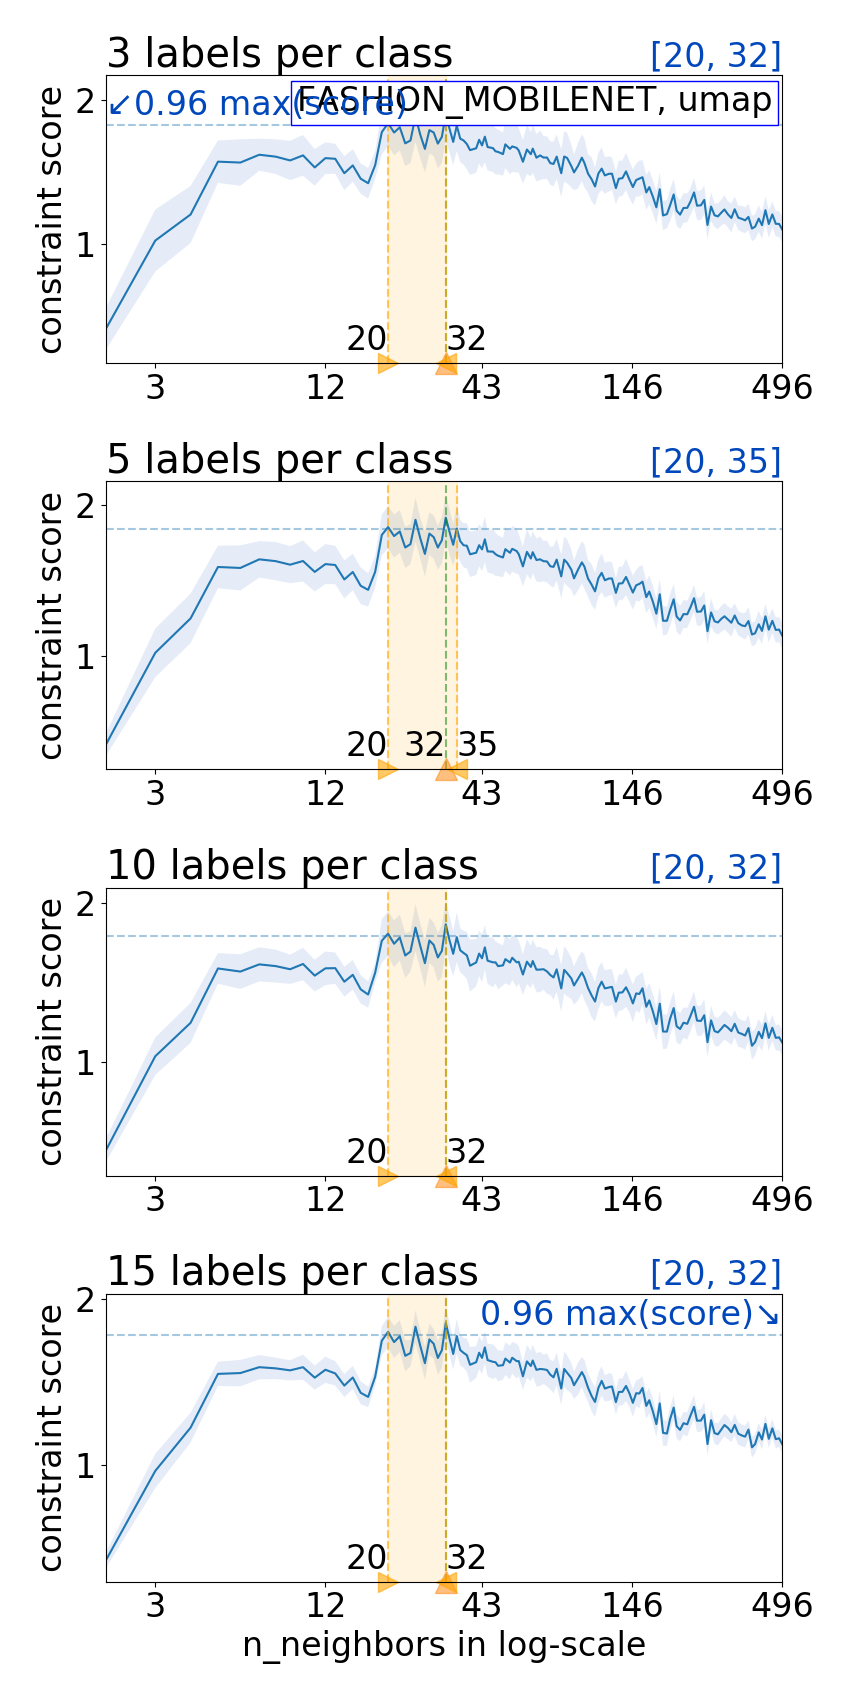 3 labels per class [20, 32]
↙0.96 max(score)
FASHION_MOBILENET, umap
constraint score
2
1
20 32
3 12 43 146 496
5 labels per class [20, 35]
constraint score
2
1
20 32 35
3 12 43 146 496
10 labels per class [20, 32]
constraint score
2
1
20 32
3 12 43 146 496
15 labels per class [20, 32]
0.96 max(score)↘
constraint score
2
1
20 32
3 12 43 146 496
n_neighbors in log-scale